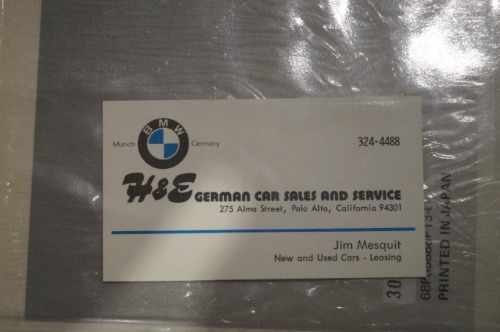 BMW
Munich Germany
324-4488
H&E GERMAN CAR SALES AND SERVICE
275 Alma Street, Palo Alto, California 94301
Jim Mesquit
New and Used Cars - Leasing
PRINTED IN JAPAN